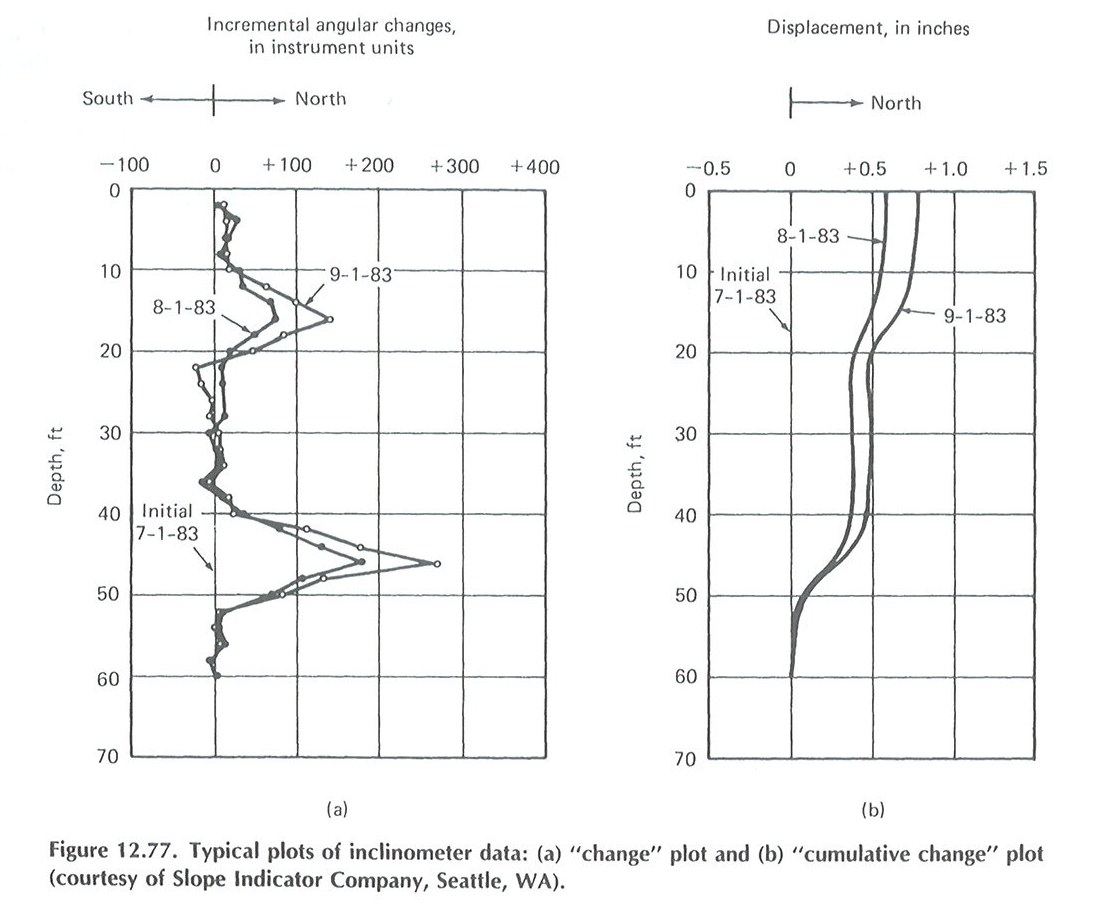 Incremental angular changes,
in instrument units
South
North
−100 0 +100 +200 +300 +400
0
10
20
30
40
50
60
70
Depth, ft
9-1-83
8-1-83
Initial
7-1-83
(a)
Displacement, in inches
North
−0.5 0 +0.5 +1.0 +1.5
0
10
20
30
40
50
60
70
Depth, ft
8-1-83
Initial
7-1-83
9-1-83
(b)
Figure 12.77. Typical plots of inclinometer data: (a) “change” plot and (b) “cumulative change” plot
(courtesy of Slope Indicator Company, Seattle, WA).